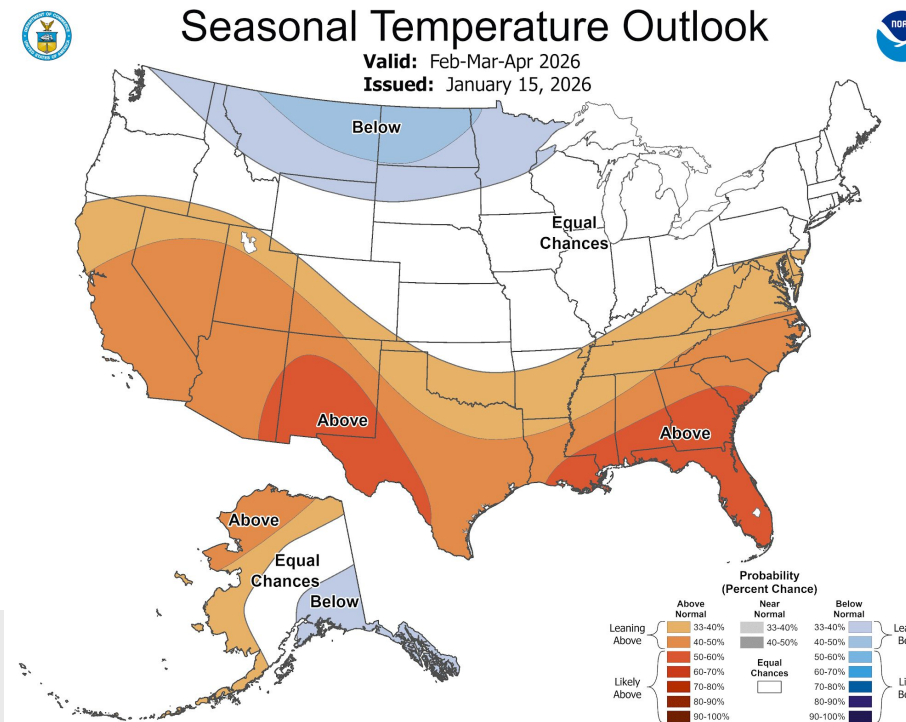 Seasonal Temperature Outlook
Valid: Feb-Mar-Apr 2026
Issued: January 15, 2026
Below
Equal
Chances
Above
Above
Above
Equal
Chances
Below
Probability
(Percent Chance)
Above
Normal
Near
Normal
Below
Normal
Leaning
Above
33-40% 33-40% 33-40%
40-50% 40-50% 40-50%
Likely
Above
Equal
Chances
50-60% 50-60%
60-70% 60-70%
70-80% 70-80%
80-90% 80-90%
90-100% 90-100%